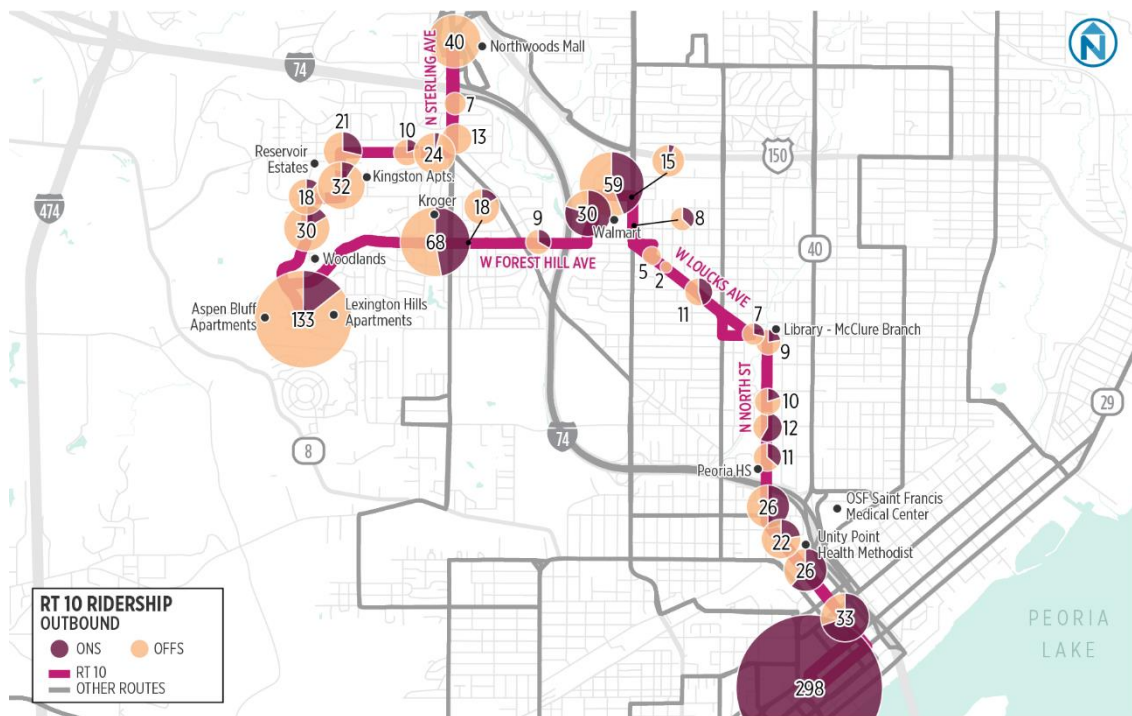 N
40
Northwoods Mall
N STERLING AVE
74
7
13
21
10
24
Reservoir
Estates
32
Kingston Apts.
18
30
474
Kroger
18
68
9
59
15
30
Walmart
8
150
40
W FOREST HILL AVE
5
2
W LOUCKS AVE
11
Woodlands
Aspen Bluff
Apartments
133
Lexington Hills
Apartments
7
Library - McClure Branch
9
N NORTH ST
10
12
11
29
8
74
Peoria HS
26
OSF Saint Francis
Medical Center
22
Unity Point
Health Methodist
26
33
298
PEORIA
LAKE
RT 10 RIDERSHIP
OUTBOUND
ONS
OFFS
RT 10
OTHER ROUTES